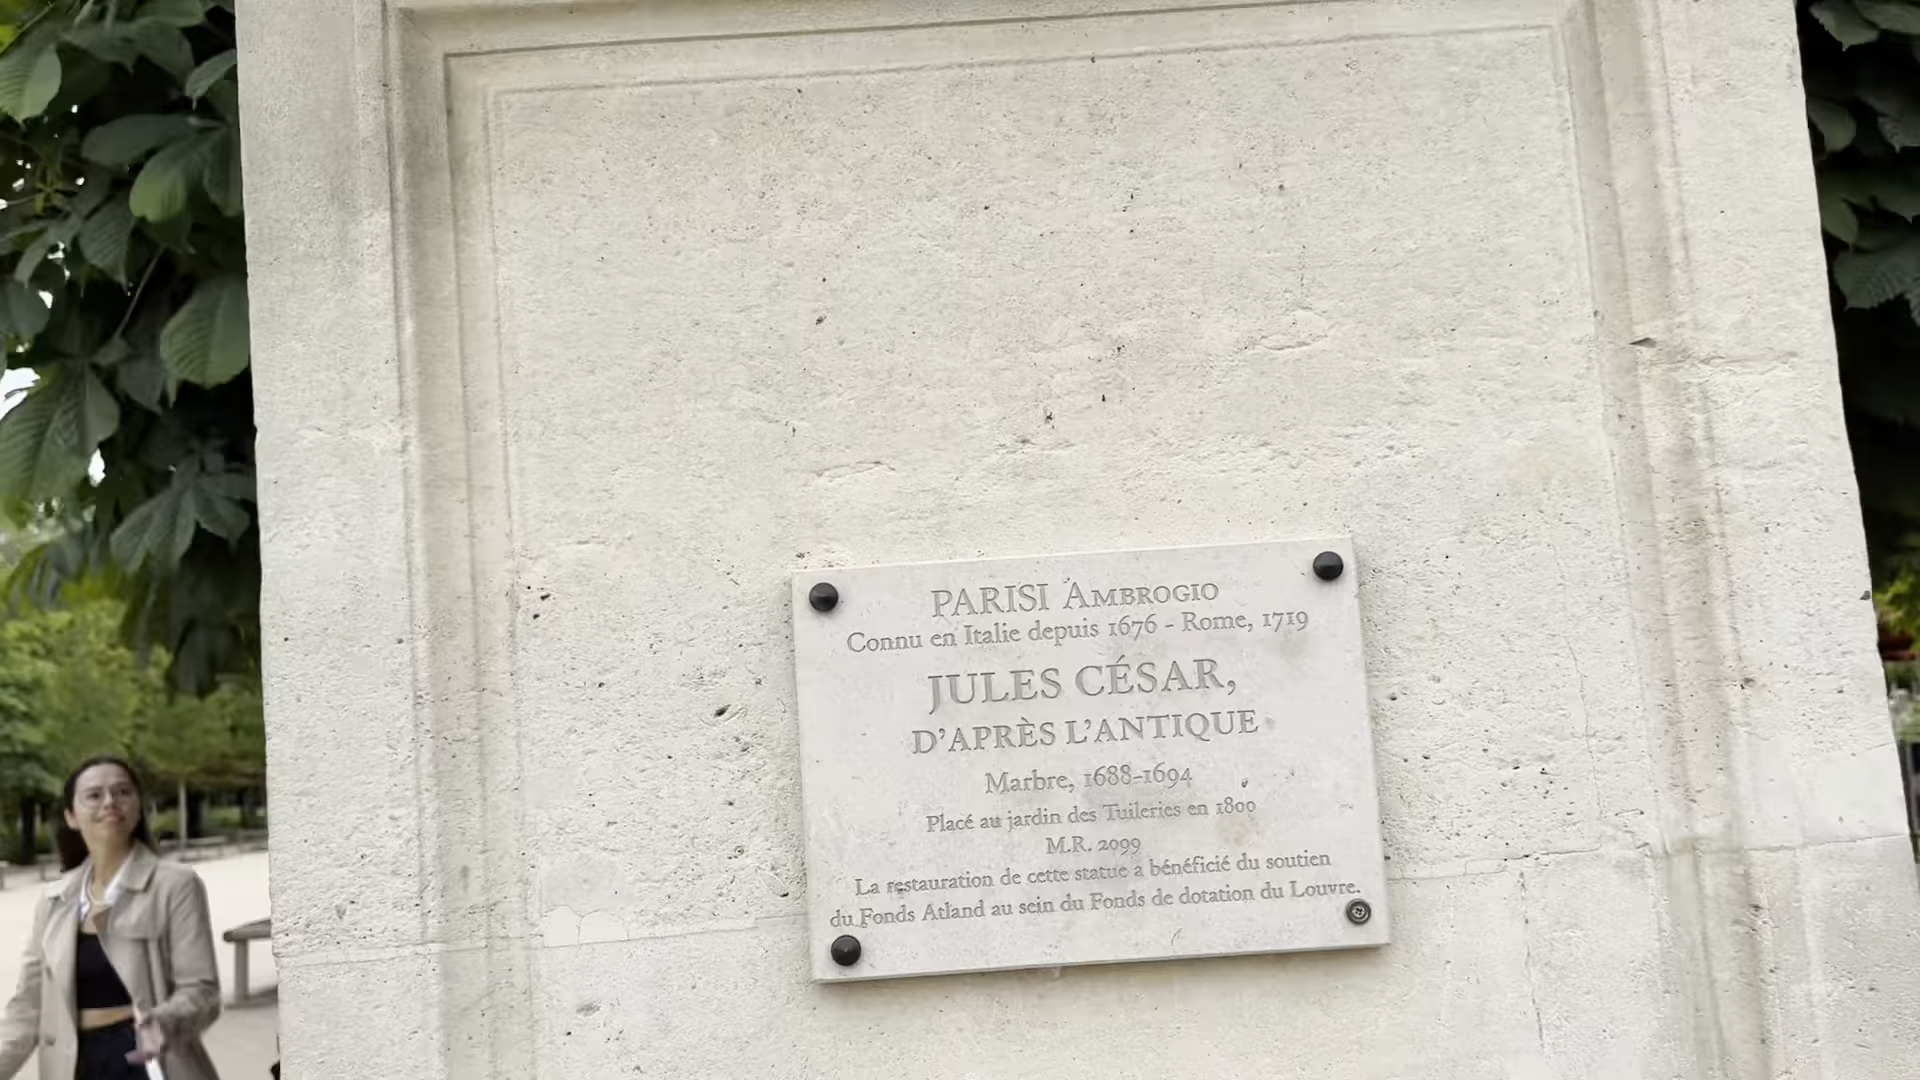 PARISI AMBROGIO
Connu en Italie depuis 1676 - Rome, 1719
JULES CÉSAR,
D'APRÈS L'ANTIQUE
Marbre, 1688-1694
Placé au jardin des Tuileries en 1800
M.R. 2099
La restauration de cette statue a bénéficié du soutien
du Fonds Atland au sein du Fonds de dotation du Louvre.